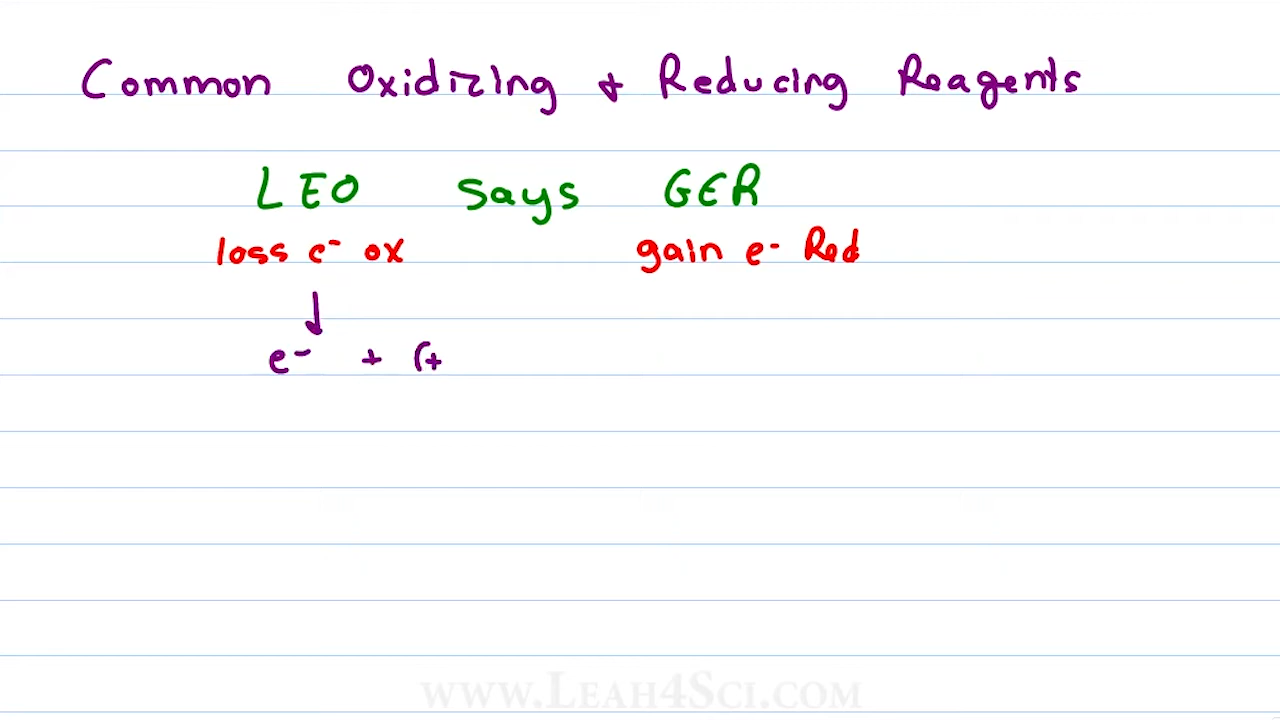 Common Oxidizing + Reducing Reagents
LEO says GER
loss e- ox gain e- Red
e- + (+
www.Leah4Sci.com